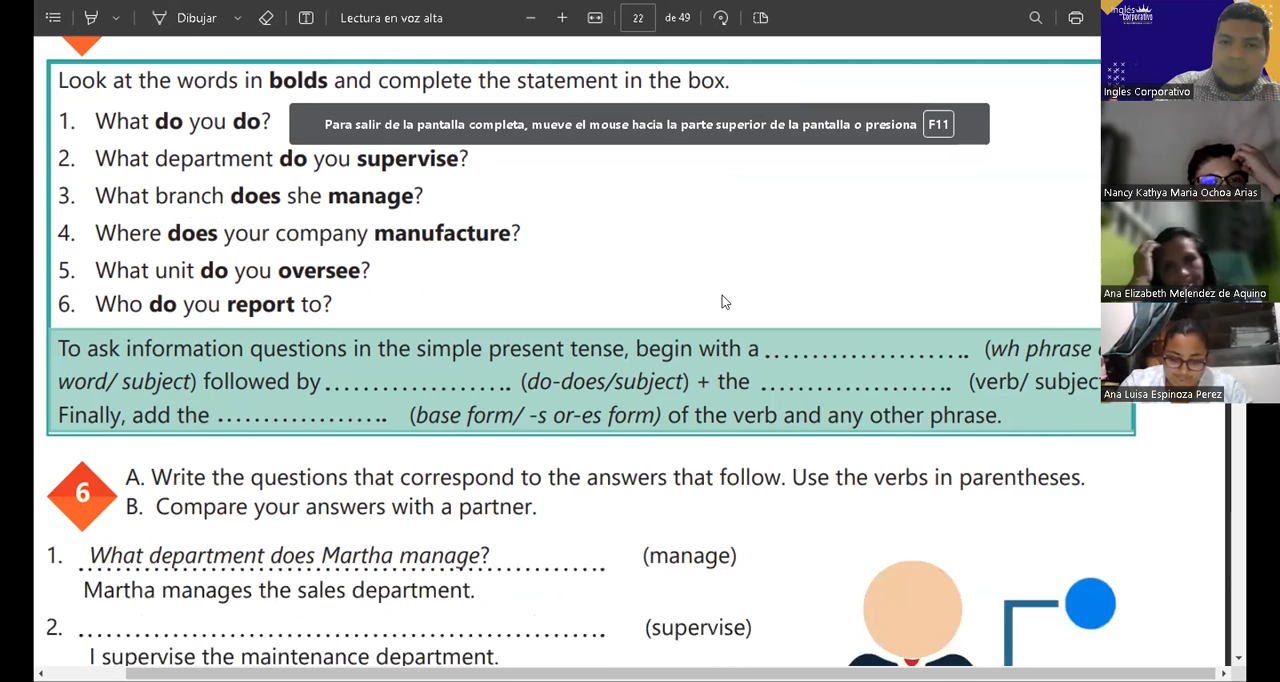 Dibujar
Lectura en voz alta
22
de 49
Look at the words in bolds and complete the statement in the box.
1. What do you do?
Para salir de la pantalla completa, mueve el mouse hacia la parte superior de la pantalla o presiona F11
2. What department do you supervise?
3. What branch does she manage?
4. Where does your company manufacture?
5. What unit do you oversee?
6. Who do you report to?
To ask information questions in the simple present tense, begin with a ...................... (wh phrase
word/ subject) followed by .................... (do-does/subject) + the .................... (verb/ subjec
Finally, add the .................. (base form/ -s or-es form) of the verb and any other phrase.
6
A. Write the questions that correspond to the answers that follow. Use the verbs in parentheses.
B. Compare your answers with a partner.
1. What department does Martha manage? (manage)
Martha manages the sales department.
2. ........................................................ (supervise)
I supervise the maintenance department.
Inglés
Corporativo
Ingles Corporativo
Nancy Kathya Maria Ochoa Arias
Ana Elizabeth Melendez de Aquino
Ana Luisa Espinoza Perez